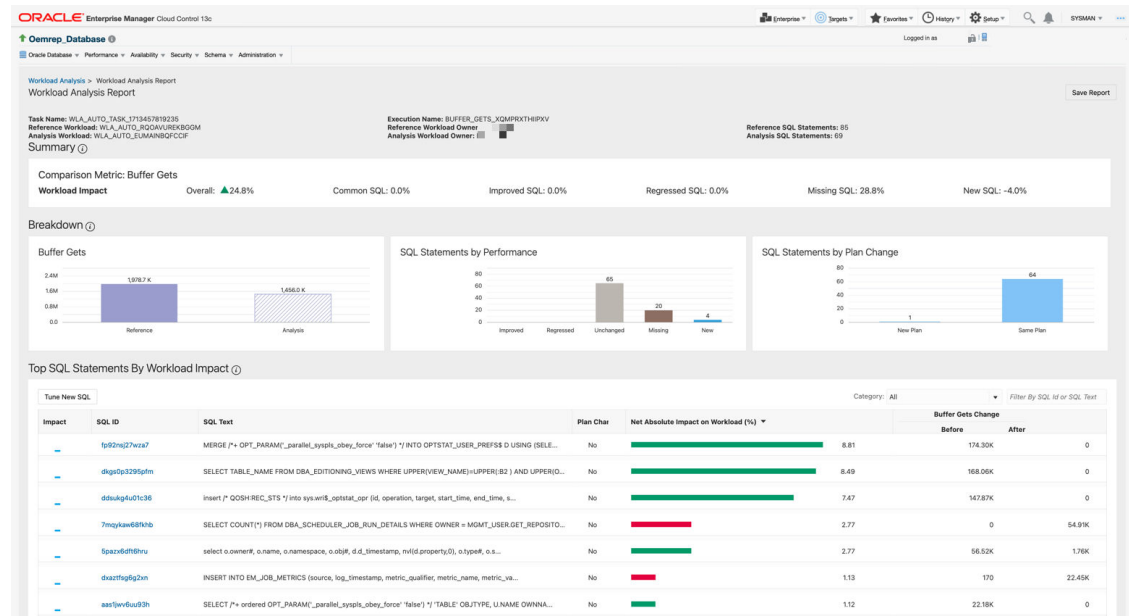 ORACLE Enterprise Manager Cloud Control 13c
Enterprise Targets Favorites History Setup SYSMAN
Oemrep_Database
Logged in as
Oracle Database Performance Availability Security Schema Administration
Workload Analysis > Workload Analysis Report
Workload Analysis Report
Save Report
Task Name: WLA_AUTO_TASK_1713457819235
Execution Name: BUFFER_GETS_XQMPRXTHIIPXV
Reference Workload: WLA_AUTO_RQOAVUREKBGGM
Reference Workload Owner
Reference SQL Statements: 85
Analysis Workload: WLA_AUTO_EUMAINBQFCCIF
Analysis Workload Owner:
Analysis SQL Statements: 69
Summary
Comparison Metric: Buffer Gets
Workload Impact Overall: ▲24.8% Common SQL: 0.0% Improved SQL: 0.0% Regressed SQL: 0.0% Missing SQL: 28.8% New SQL: -4.0%
Breakdown
Buffer Gets
2.4M
1.6M
0.8M
0.0
1,978.7 K
1,456.0 K
Reference Analysis
SQL Statements by Performance
80
60
40
20
0
65
20
4
Improved Regressed Unchanged Missing New
SQL Statements by Plan Change
80
60
40
20
0
1
64
New Plan Same Plan
Top SQL Statements By Workload Impact
Tune New SQL
Category: All
Filter By SQL Id or SQL Text
Impact SQL ID SQL Text Plan Char Net Absolute Impact on Workload (%) Buffer Gets Change
Before After
fp92nsj27wza7 MERGE /*+ OPT_PARAM('_parallel_syspls_obey_force' 'false') */ INTO OPTSTAT_USER_PREFS$ D USING (SELE... No 8.81 174.30K 0
dkgs0p3295pfm SELECT TABLE_NAME FROM DBA_EDITIONING_VIEWS WHERE UPPER(VIEW_NAME)=UPPER(:B2 ) AND UPPER(O... No 8.49 168.06K 0
ddsukg4u01c36 insert /* QOSH:REC_STS */ into sys.wri$_optstat_opr (id, operation, target, start_time, end_time, s... No 7.47 147.87K 0
7mqykaw68fkhb SELECT COUNT(*) FROM DBA_SCHEDULER_JOB_RUN_DETAILS WHERE OWNER = MGMT_USER.GET_REPOSITO... No 2.77 0 54.91K
5pazx6dft6hru select o.owner#, o.name, o.namespace, o.obj#, d.d_timestamp, nvl(d.property,0), o.type#, o.s... No 2.77 56.52K 1.76K
dxaztfsg6g2xn INSERT INTO EM_JOB_METRICS (source, log_timestamp, metric_qualifier, metric_name, metric_va... No 1.13 170 22.45K
aas1jwv6uu93h SELECT /*+ ordered OPT_PARAM('_parallel_syspls_obey_force' 'false') */ 'TABLE' OBJTYPE, U.NAME OWNNA... No 1.12 22.18K 0